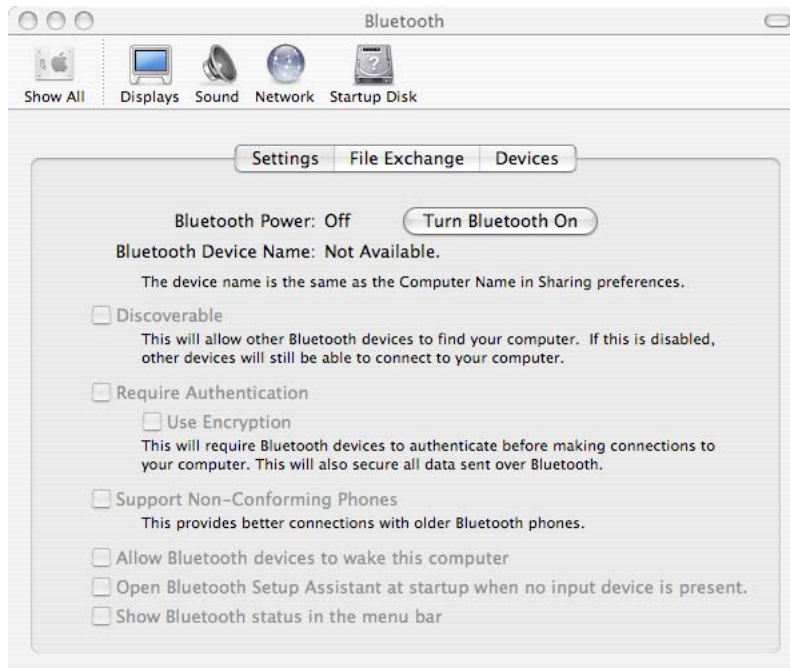 Bluetooth
Show All Displays Sound Network Startup Disk
Settings File Exchange Devices
Bluetooth Power: Off Turn Bluetooth On
Bluetooth Device Name: Not Available.
The device name is the same as the Computer Name in Sharing preferences.
Discoverable
This will allow other Bluetooth devices to find your computer. If this is disabled,
other devices will still be able to connect to your computer.
Require Authentication
Use Encryption
This will require Bluetooth devices to authenticate before making connections to
your computer. This will also secure all data sent over Bluetooth.
Support Non-Conforming Phones
This provides better connections with older Bluetooth phones.
Allow Bluetooth devices to wake this computer
Open Bluetooth Setup Assistant at startup when no input device is present.
Show Bluetooth status in the menu bar